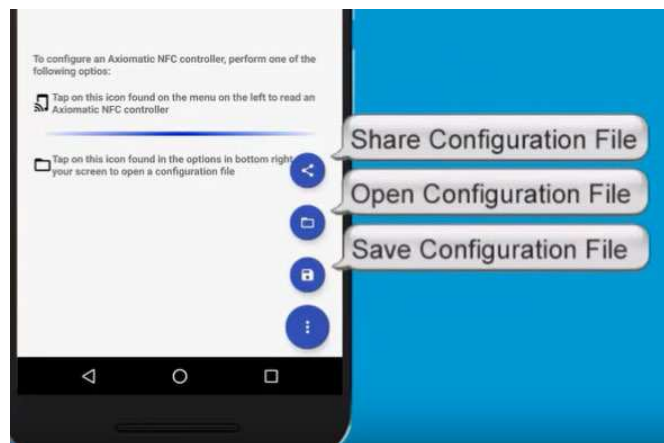 To configure an Axiomatic NFC controller, perform one of the
following optios:
Tap on this icon found on the menu on the left to read an
Axiomatic NFC controller
Tap on this icon found in the options in bottom right
your screen to open a configuration file
Share Configuration File
Open Configuration File
Save Configuration File